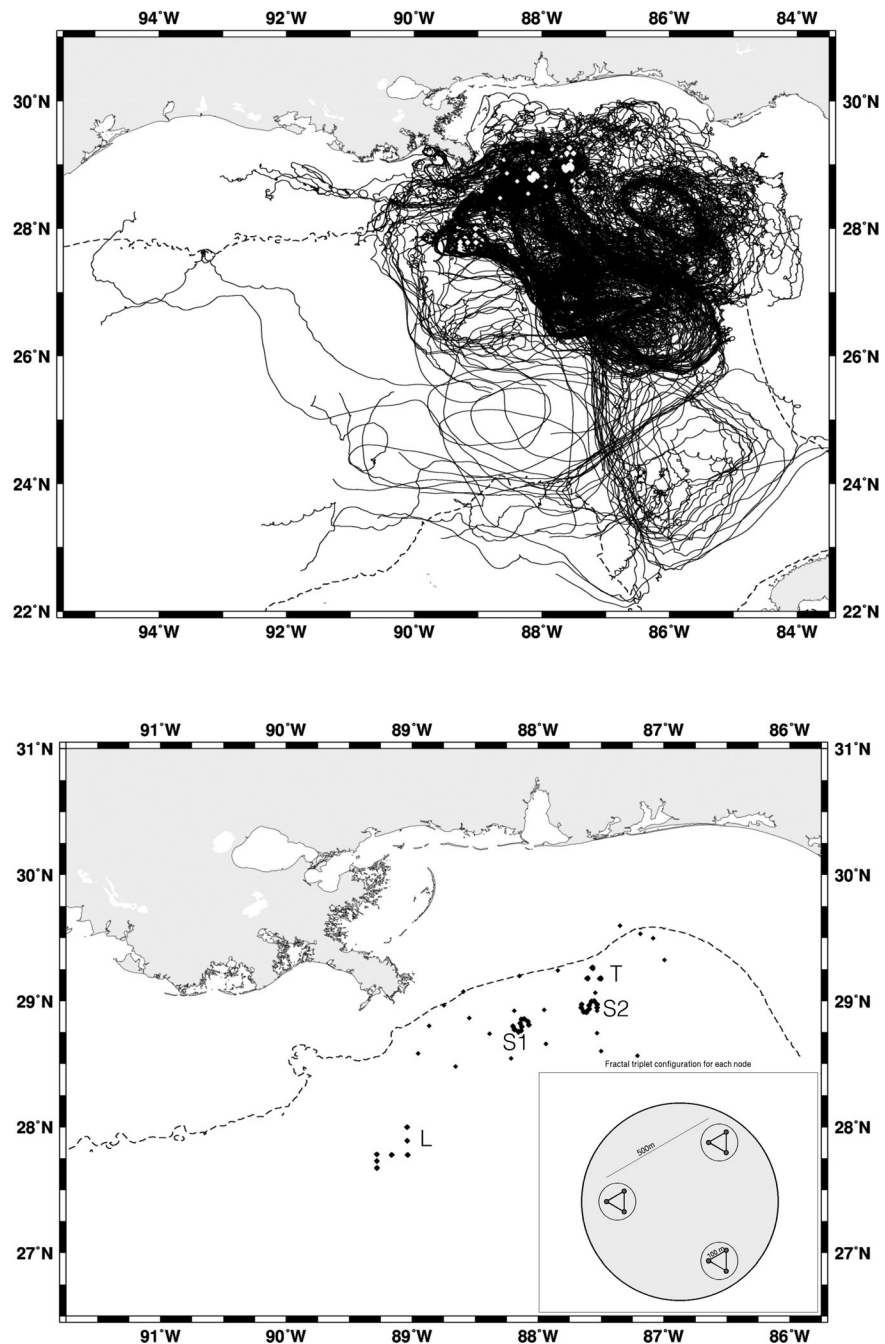 94˚W 92˚W 90˚W 88˚W 86˚W 84˚W
30˚N 30˚N
28˚N 28˚N
26˚N 26˚N
24˚N 24˚N
22˚N 22˚N
94˚W 92˚W 90˚W 88˚W 86˚W 84˚W
91˚W 90˚W 89˚W 88˚W 87˚W 86˚W
31˚N 31˚N
30˚N 30˚N
T
29˚N 29˚N
S2
S1
Fractal triplet configuration for each node
28˚N 28˚N
L
500m
100 m
27˚N 27˚N
91˚W 90˚W 89˚W 88˚W 87˚W 86˚W